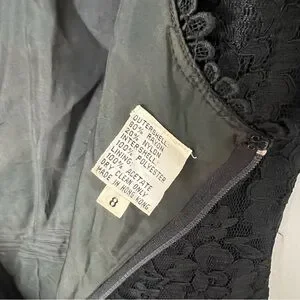 OUTERSHELL:
80% RAYON
20% NYLON
INTERSHELL:
100% POLYESTER
LINING:
100% ACETATE
DRY CLEAN ONLY
MADE IN HONG KONG
8